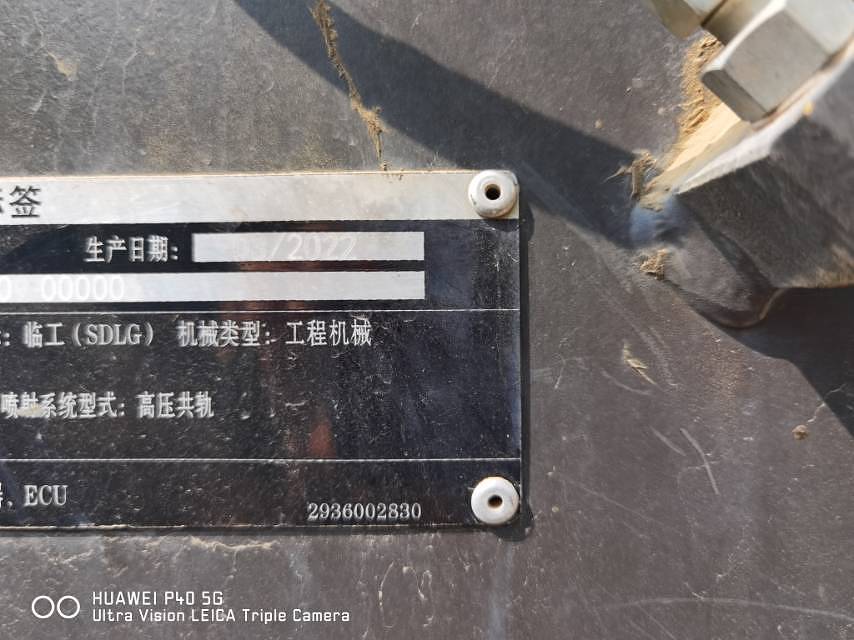 签
生产日期: /2022
00000
: 临工(SDLG) 机械类型: 工程机械
喷射系统型式: 高压共轨
、ECU
2936002830
HUAWEI P40 5G
Ultra Vision LEICA Triple Camera